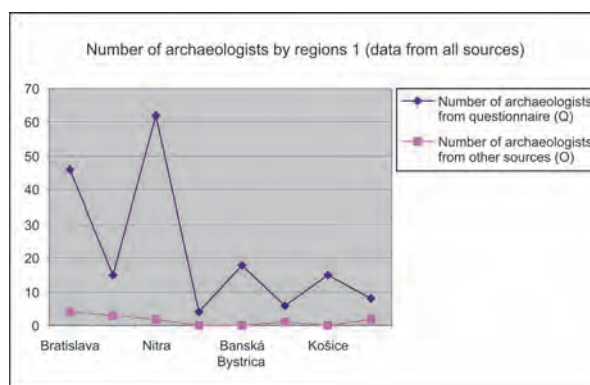 Number of archaeologists by regions 1 (data from all sources)
70
60
50
40
30
20
10
0
Bratislava
Nitra
Banská
Bystrica
Košice
Number of archaeologists
from questionnaire (Q)
Number of archaeologists
from other sources (O)